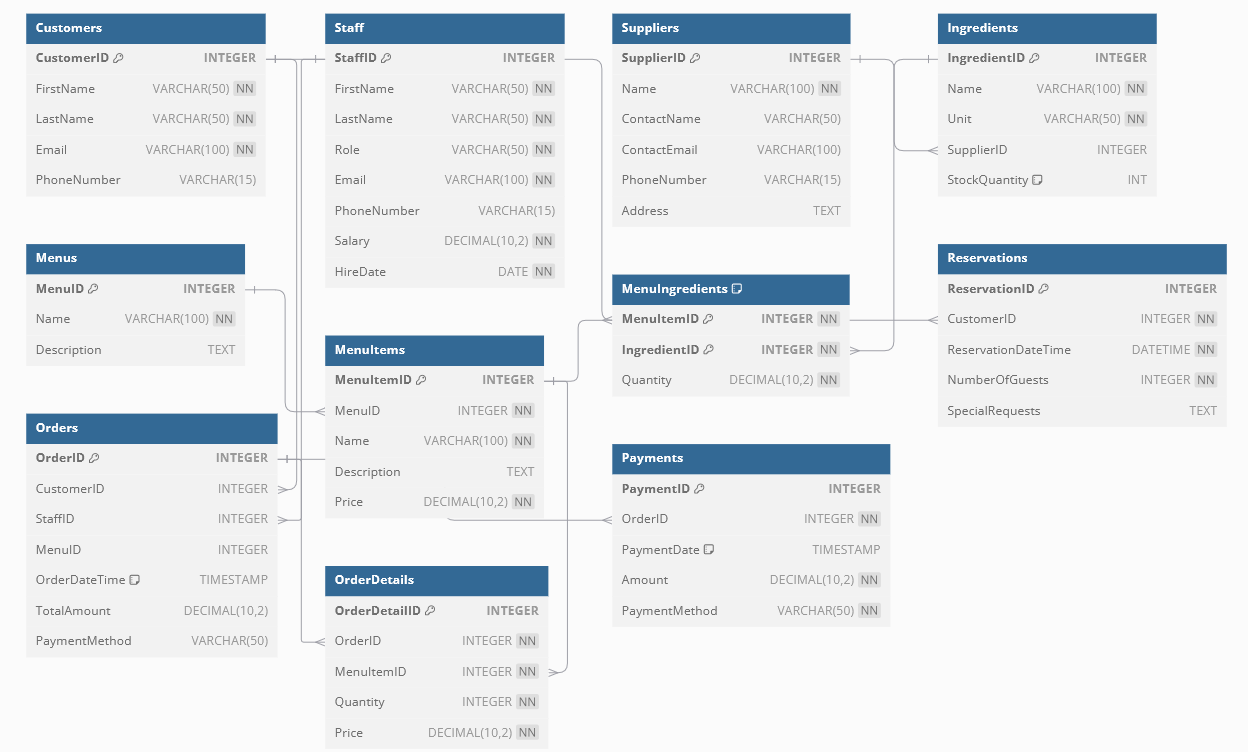 Customers
CustomerID INTEGER
FirstName VARCHAR(50) NN
LastName VARCHAR(50) NN
Email VARCHAR(100) NN
PhoneNumber VARCHAR(15)
Staff
StaffID INTEGER
FirstName VARCHAR(50) NN
LastName VARCHAR(50) NN
Role VARCHAR(50) NN
Email VARCHAR(100) NN
PhoneNumber VARCHAR(15)
Salary DECIMAL(10,2) NN
HireDate DATE NN
Suppliers
SupplierID INTEGER
Name VARCHAR(100) NN
ContactName VARCHAR(50)
ContactEmail VARCHAR(100)
PhoneNumber VARCHAR(15)
Address TEXT
Ingredients
IngredientID INTEGER
Name VARCHAR(100) NN
Unit VARCHAR(50) NN
SupplierID INTEGER
StockQuantity INT
Menus
MenuID INTEGER
Name VARCHAR(100) NN
Description TEXT
MenuItems
MenuItemID INTEGER
MenuID INTEGER NN
Name VARCHAR(100) NN
Description TEXT
Price DECIMAL(10,2) NN
MenuIngredients
MenuItemID INTEGER NN
IngredientID INTEGER NN
Quantity DECIMAL(10,2) NN
Reservations
ReservationID INTEGER
CustomerID INTEGER NN
ReservationDateTime DATETIME NN
NumberOfGuests INTEGER NN
SpecialRequests TEXT
Orders
OrderID INTEGER
CustomerID INTEGER
StaffID INTEGER
MenuID INTEGER
OrderDateTime TIMESTAMP
TotalAmount DECIMAL(10,2)
PaymentMethod VARCHAR(50)
OrderDetails
OrderDetailID INTEGER
OrderID INTEGER NN
MenuItemID INTEGER NN
Quantity INTEGER NN
Price DECIMAL(10,2) NN
Payments
PaymentID INTEGER
OrderID INTEGER NN
PaymentDate TIMESTAMP
Amount DECIMAL(10,2) NN
PaymentMethod VARCHAR(50) NN